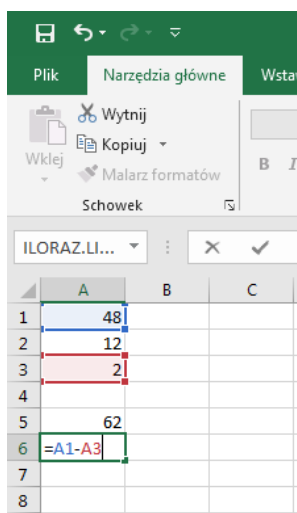 Plik Narzędzia główne Wsta
Wklej
Wytnij
Kopiuj
Malarz formatów
B I
Schowek
ILORAZ.LI...
A B C
1 48
2 12
3 2
4
5 62
6 =A1-A3
7
8